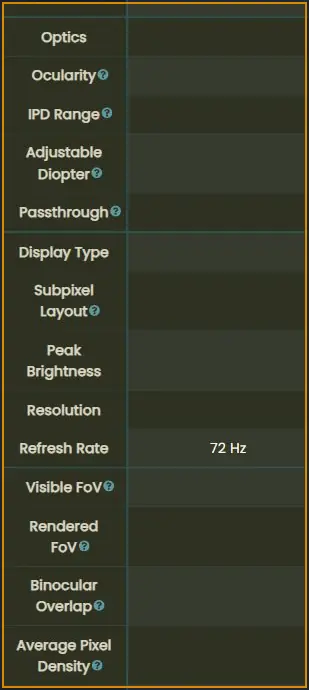 Optics
Ocularity?
IPD Range?
Adjustable
Diopter?
Passthrough?
Display Type
Subpixel
Layout?
Peak
Brightness
Resolution
Refresh Rate 72 Hz
Visible FoV?
Rendered
FoV?
Binocular
Overlap?
Average Pixel
Density?